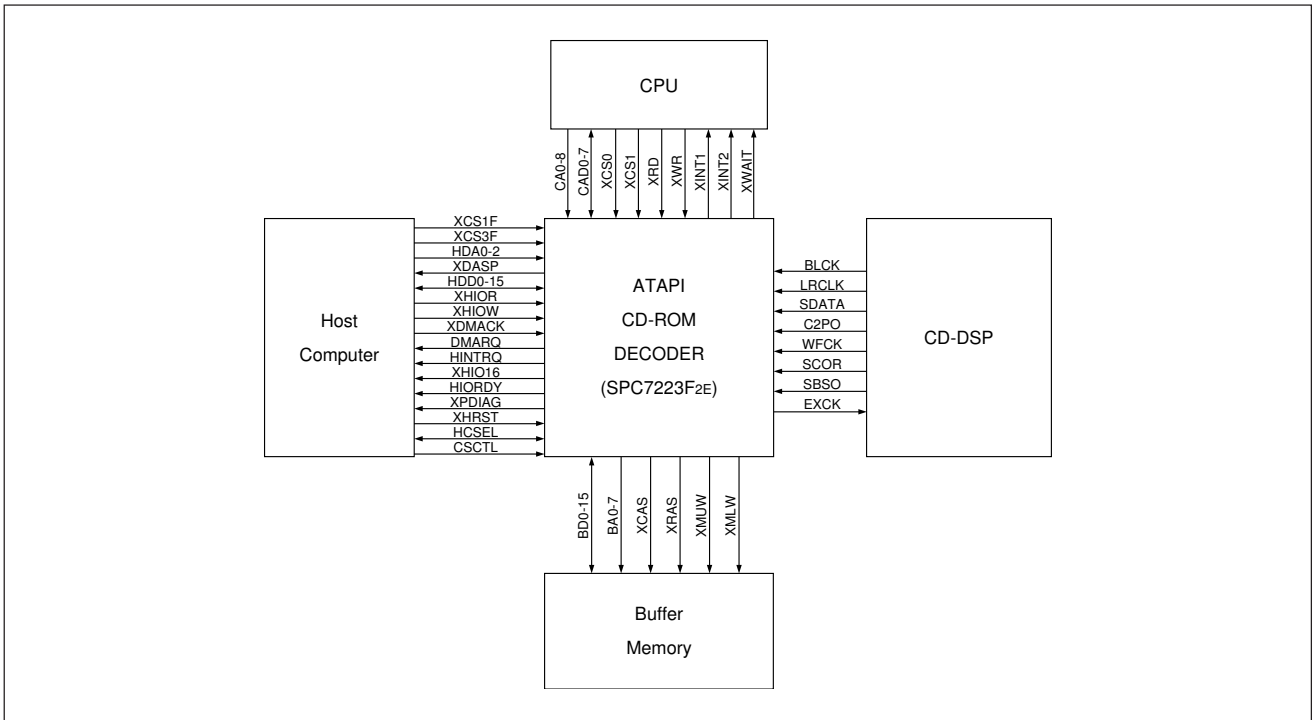 CPU
CA0-8
CAD0-7
XCS0
XCS1
XRD
XWR
XINT1
XINT2
XWAIT
XCS1F
XCS3F
HDA0-2
XDASP
HDD0-15
XHIOR
XHIOW
XDMACK
DMARQ
HINTRQ
XHIO16
HIORDY
XPDIAG
XHRST
HCSEL
CSCTL
Host
Computer
ATAPI
CD-ROM
DECODER
(SPC7223F2E)
BLCK
LRCLK
SDATA
C2PO
WFCK
SCOR
SBSO
EXCK
CD-DSP
BD0-15
BA0-7
XCAS
XRAS
XMUW
XMLW
Buffer
Memory